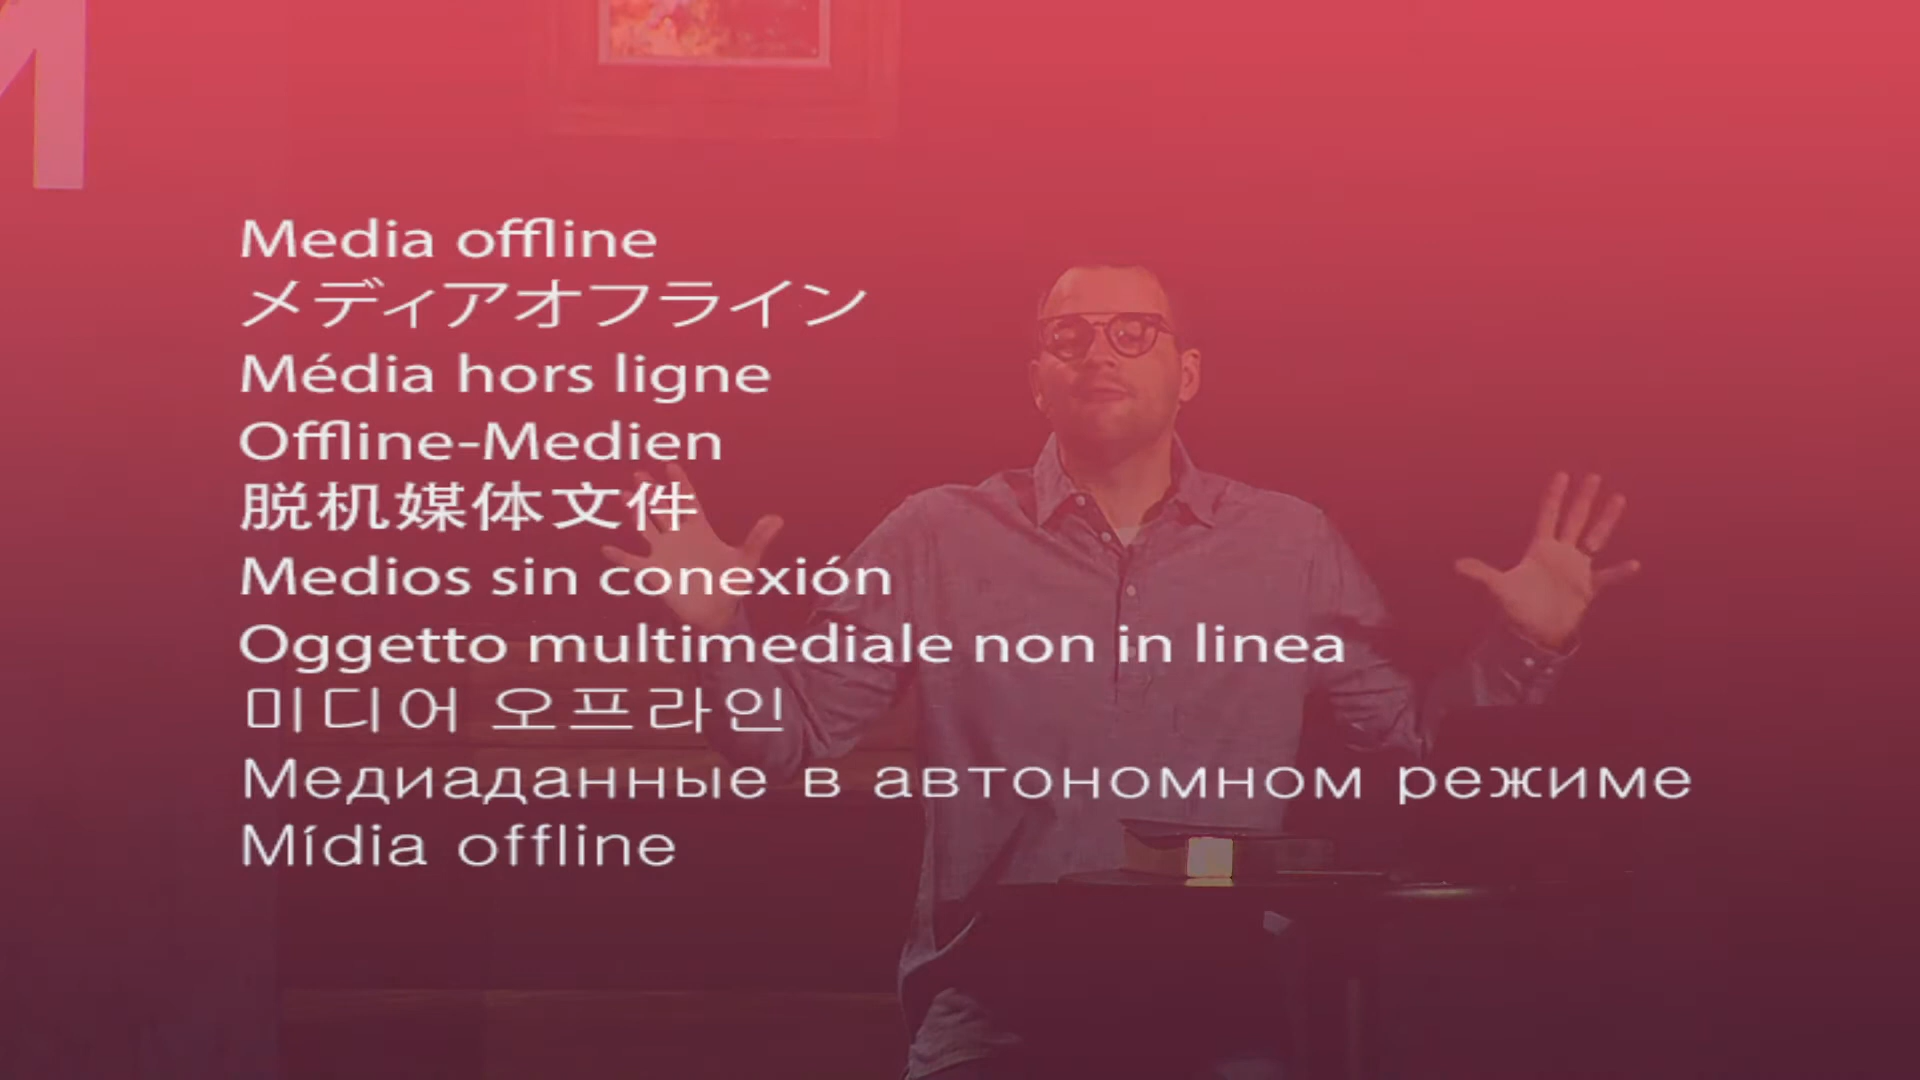 Media offline
メディアオフライン
Média hors ligne
Offline-Medien
脱机媒体文件
Medios sin conexión
Oggetto multimediale non in linea
미디어 오프라인
Медиаданные в автономном режиме
Mídia offline